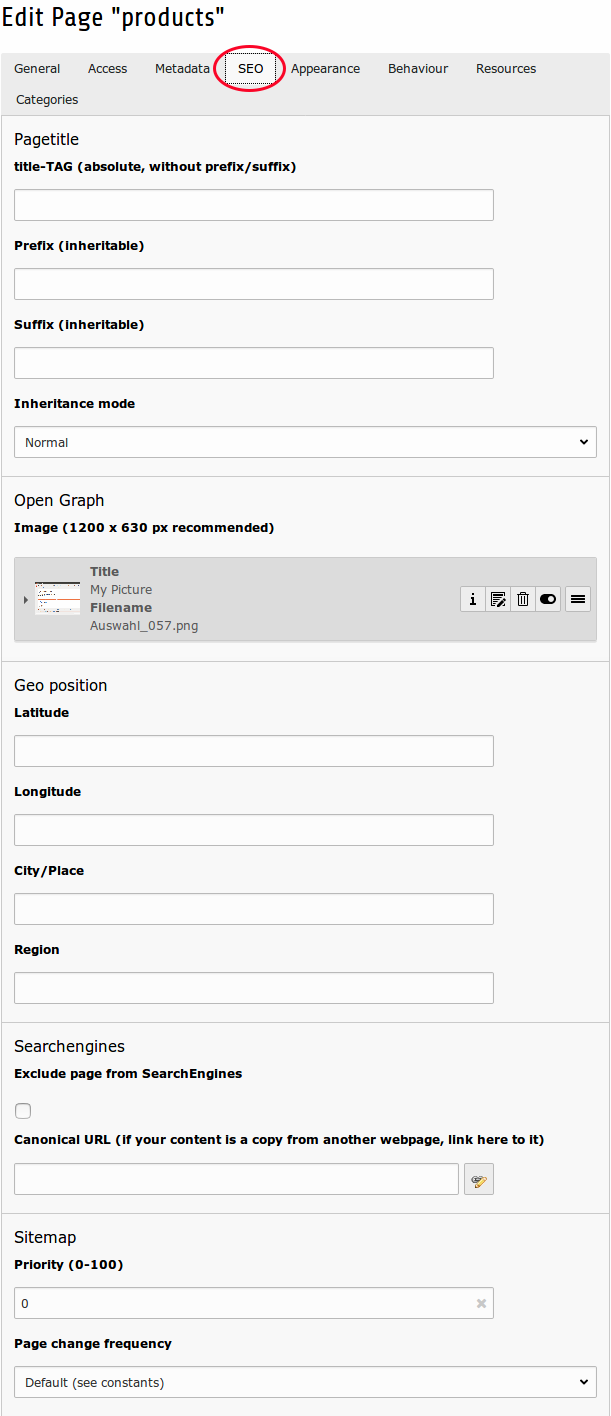 Edit Page "products"
General Access Metadata SEO Appearance Behaviour Resources
Categories
Pagetitle
title-TAG (absolute, without prefix/suffix)
Prefix (inheritable)
Suffix (inheritable)
Inheritance mode
Normal
Open Graph
Image (1200 x 630 px recommended)
Title
My Picture
Filename
Auswahl_057.png
Geo position
Latitude
Longitude
City/Place
Region
Searchengines
Exclude page from SearchEngines
Canonical URL (if your content is a copy from another webpage, link here to it)
Sitemap
Priority (0-100)
0
Page change frequency
Default (see constants)